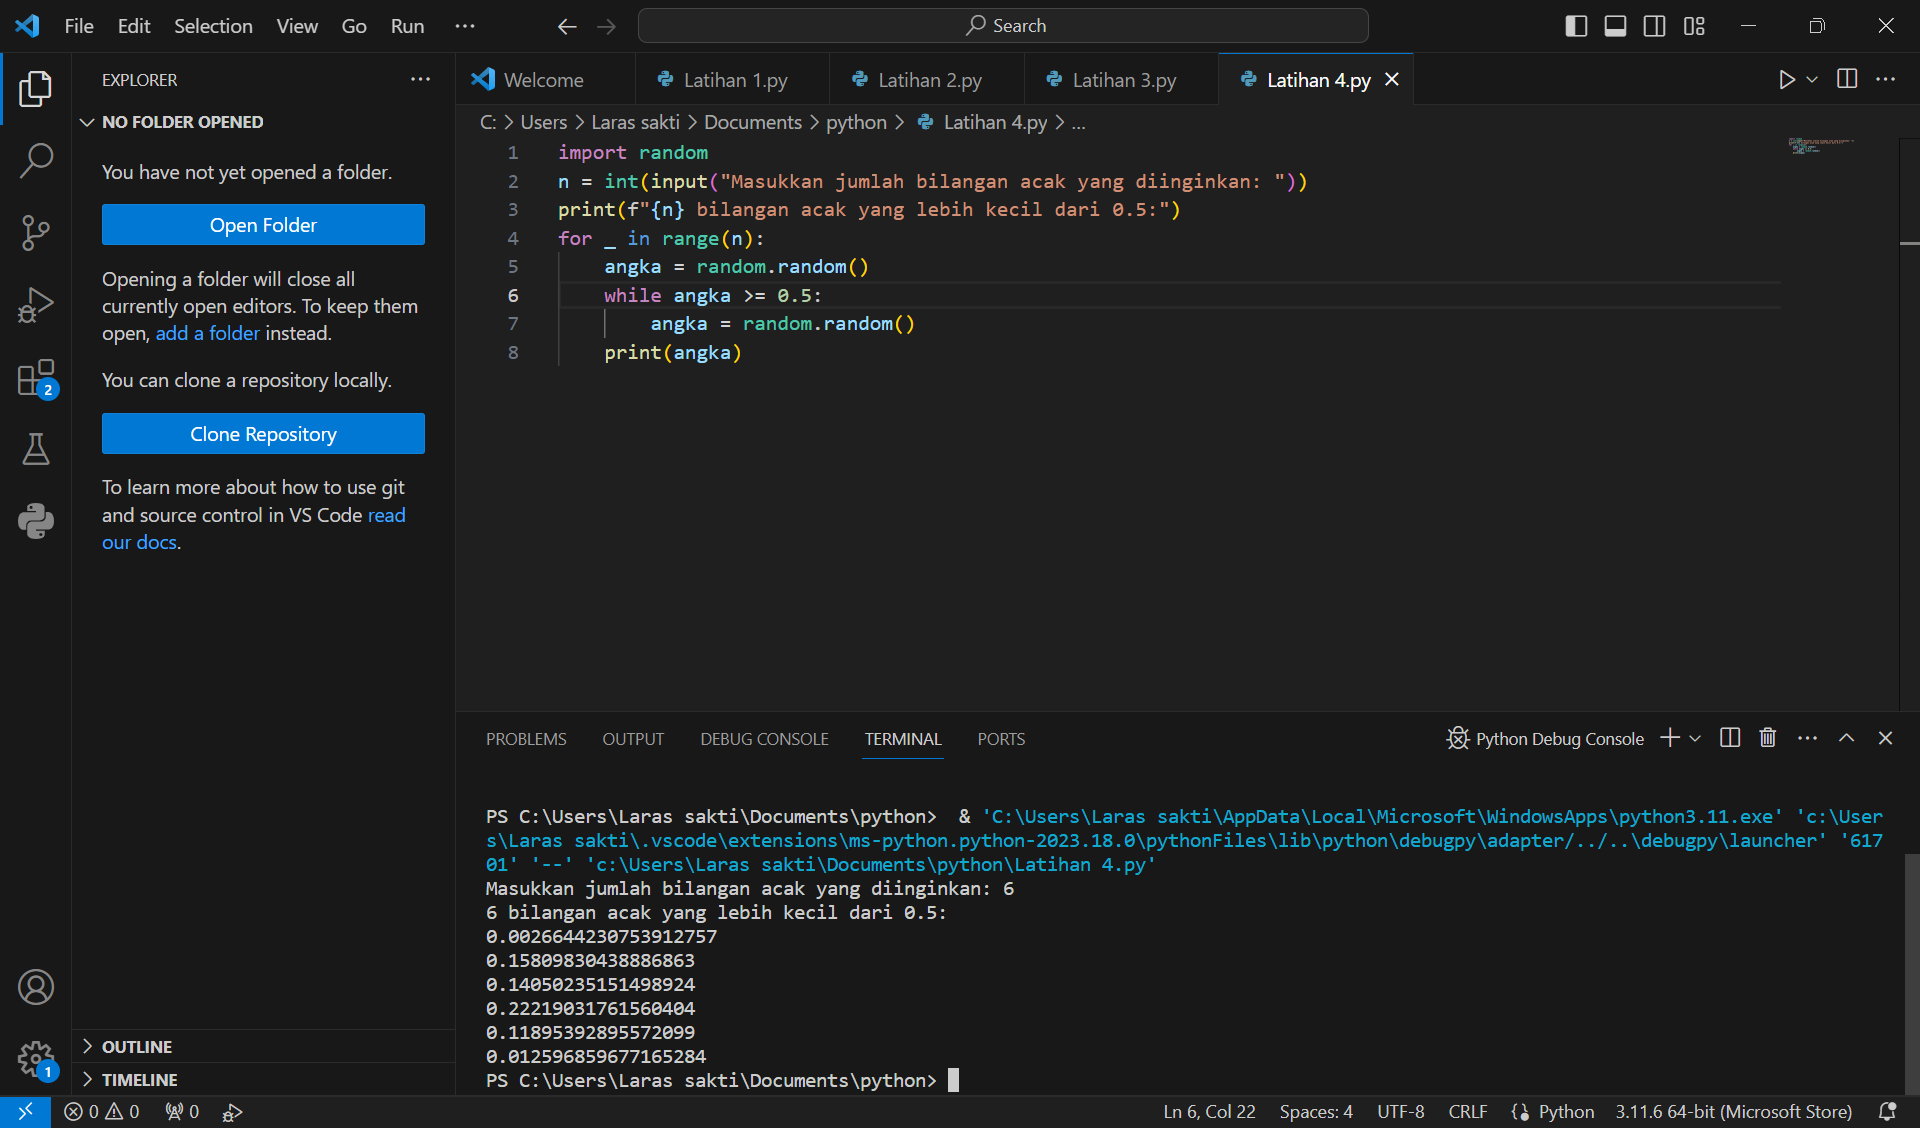 File Edit Selection View Go Run ···
Search
EXPLORER ···
NO FOLDER OPENED
You have not yet opened a folder.
Open Folder
Opening a folder will close all
currently open editors. To keep them
open, add a folder instead.
You can clone a repository locally.
Clone Repository
To learn more about how to use git
and source control in VS Code read
our docs.
2
1
OUTLINE
TIMELINE
Welcome Latihan 1.py Latihan 2.py Latihan 3.py Latihan 4.py
C: > Users > Laras sakti > Documents > python > Latihan 4.py > ...
1 import random
2 n = int(input("Masukkan jumlah bilangan acak yang diinginkan: "))
3 print(f"{n} bilangan acak yang lebih kecil dari 0.5:")
4 for _ in range(n):
5 angka = random.random()
6 while angka >= 0.5:
7 angka = random.random()
8 print(angka)
PROBLEMS OUTPUT DEBUG CONSOLE TERMINAL PORTS
Python Debug Console
PS C:\Users\Laras sakti\Documents\python>  & 'C:\Users\Laras sakti\AppData\Local\Microsoft\WindowsApps\python3.11.exe' 'c:\User
s\Laras sakti\.vscode\extensions\ms-python.python-2023.18.0\pythonFiles\lib\python\debugpy\adapter/../..\debugpy\launcher' '617
01' '--' 'c:\Users\Laras sakti\Documents\python\Latihan 4.py'
Masukkan jumlah bilangan acak yang diinginkan: 6
6 bilangan acak yang lebih kecil dari 0.5:
0.0026644230753912757
0.15809830438886863
0.14050235151498924
0.22219031761560404
0.11895392895572099
0.012596859677165284
PS C:\Users\Laras sakti\Documents\python>
0 0 0
Ln 6, Col 22 Spaces: 4 UTF-8 CRLF Python 3.11.6 64-bit (Microsoft Store)